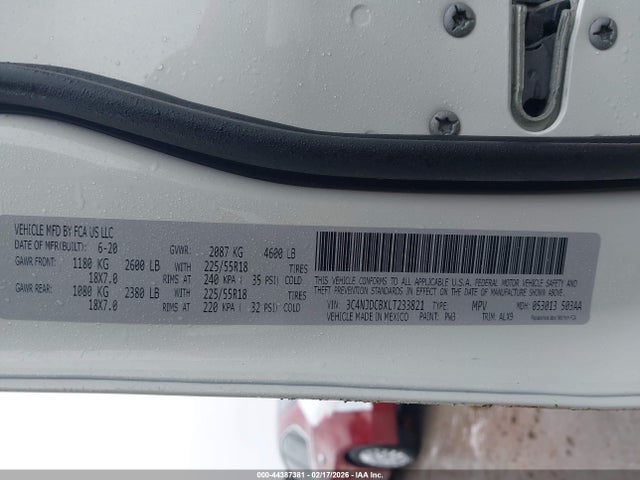 VEHICLE MFD BY FCA US LLC
DATE OF MFR(BUILT): 6-20 GVWR: 2087 KG 4600 LB
GAWR FRONT: 1180 KG 2600 LB WITH 225/55R18 TIRES
18X7.0 RIMS AT 240 KPA ( 35 PSI) COLD
GAWR REAR: 1080 KG 2380 LB WITH 225/55R18 TIRES
18X7.0 RIMS AT 220 KPA ( 32 PSI) COLD
THIS VEHICLE CONFORMS TO ALL APPLICABLE U.S.A. FEDERAL MOTOR VEHICLE SAFETY
AND THEFT PREVENTION STANDARDS IN EFFECT ON THE DATE OF MANUFACTURE SHOWN ABOVE.
VIN: 3C4NJDCBXLT233821 TYPE: MPV MDH: 053013 503AA
VEHICLE MADE IN MEXICO PAINT: PW3 TRIM: ALX9
000-44387381 | 02/17/2026 | IAA Inc.